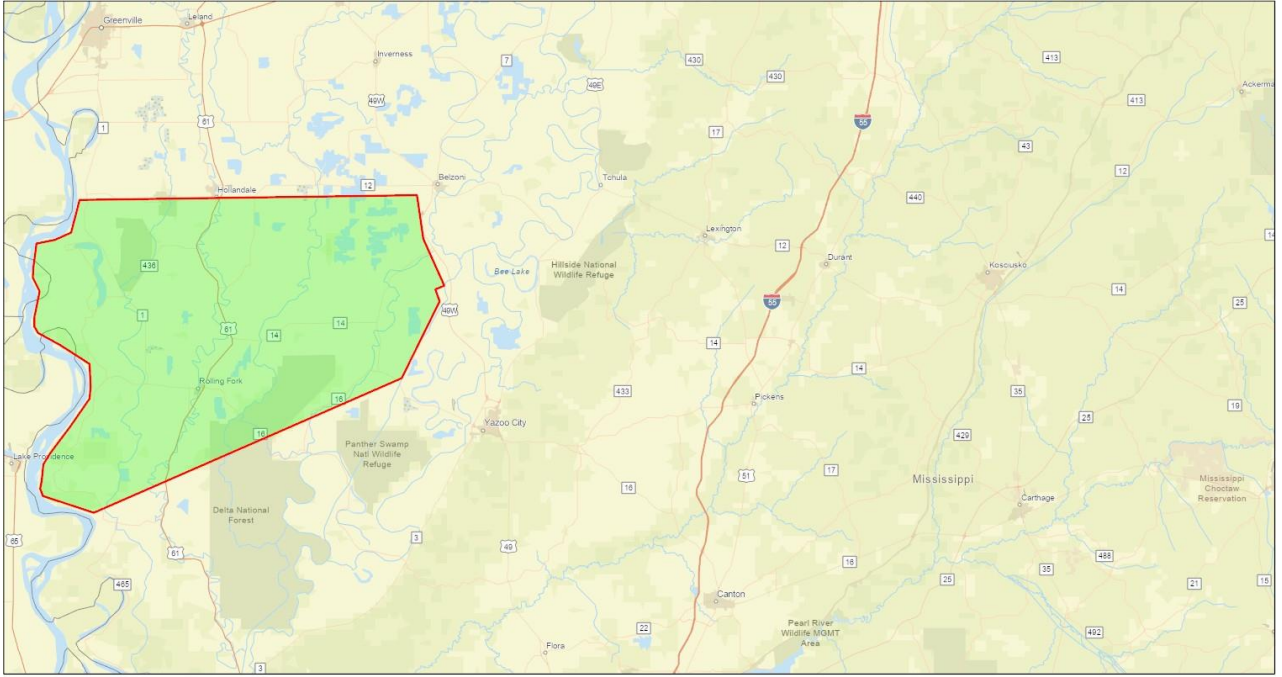 Greenville
Leland
Inverness
7
430
430
413
49E
49W
413
1
61
17
55
43
12
Belzoni
Tchula
12
Hollandale
440
Lexington
12
Durant
Bee Lake
Hillside National
Wildlife Refuge
Kosciusko
436
14
25
1
61
14
14
49W
55
14
14
Rolling Fork
16
433
Pickens
35
25
19
Yazoo City
16
429
Panther Swamp
Natl Wildlife
Refuge
Lake Providence
17
51
Mississippi
Mississippi
Choctaw
Reservation
16
Carthage
Delta National
Forest
65
61
3
49
16
488
35
25
21
15
465
Canton
22
Pearl River
Wildlife MGMT
Area
492
Flora
3